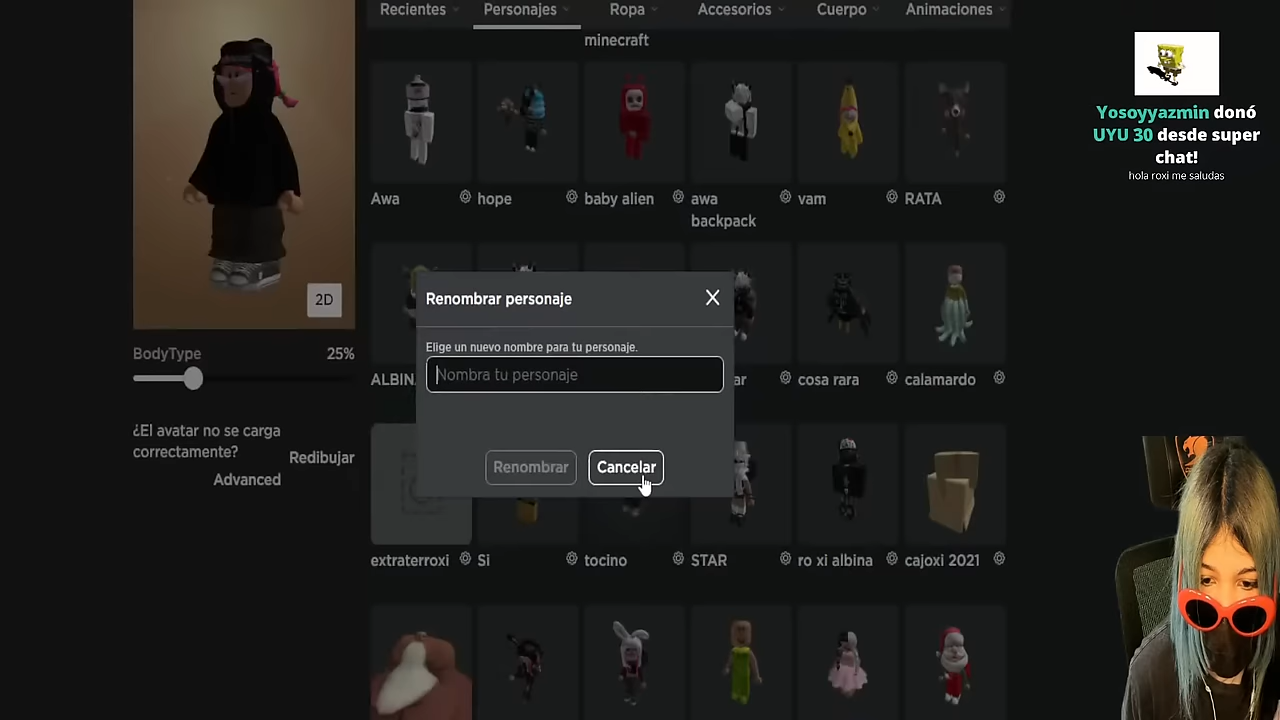 Recientes
Personajes
Ropa
Accesorios
Cuerpo
Animaciones
minecraft
Awa
hope
baby alien
awa
backpack
vam
RATA
Yosoyyazmin donó
UYU 30 desde super
chat!
hola roxi me saludas
2D
BodyType
25%
¿El avatar no se carga
correctamente?
Redibujar
Advanced
ALBIN
ar
cosa rara
calamardo
Renombrar personaje
Elige un nuevo nombre para tu personaje.
Nombra tu personaje
Renombrar
Cancelar
extraterroxi
Si
tocino
STAR
ro xi albina
cajoxi 2021